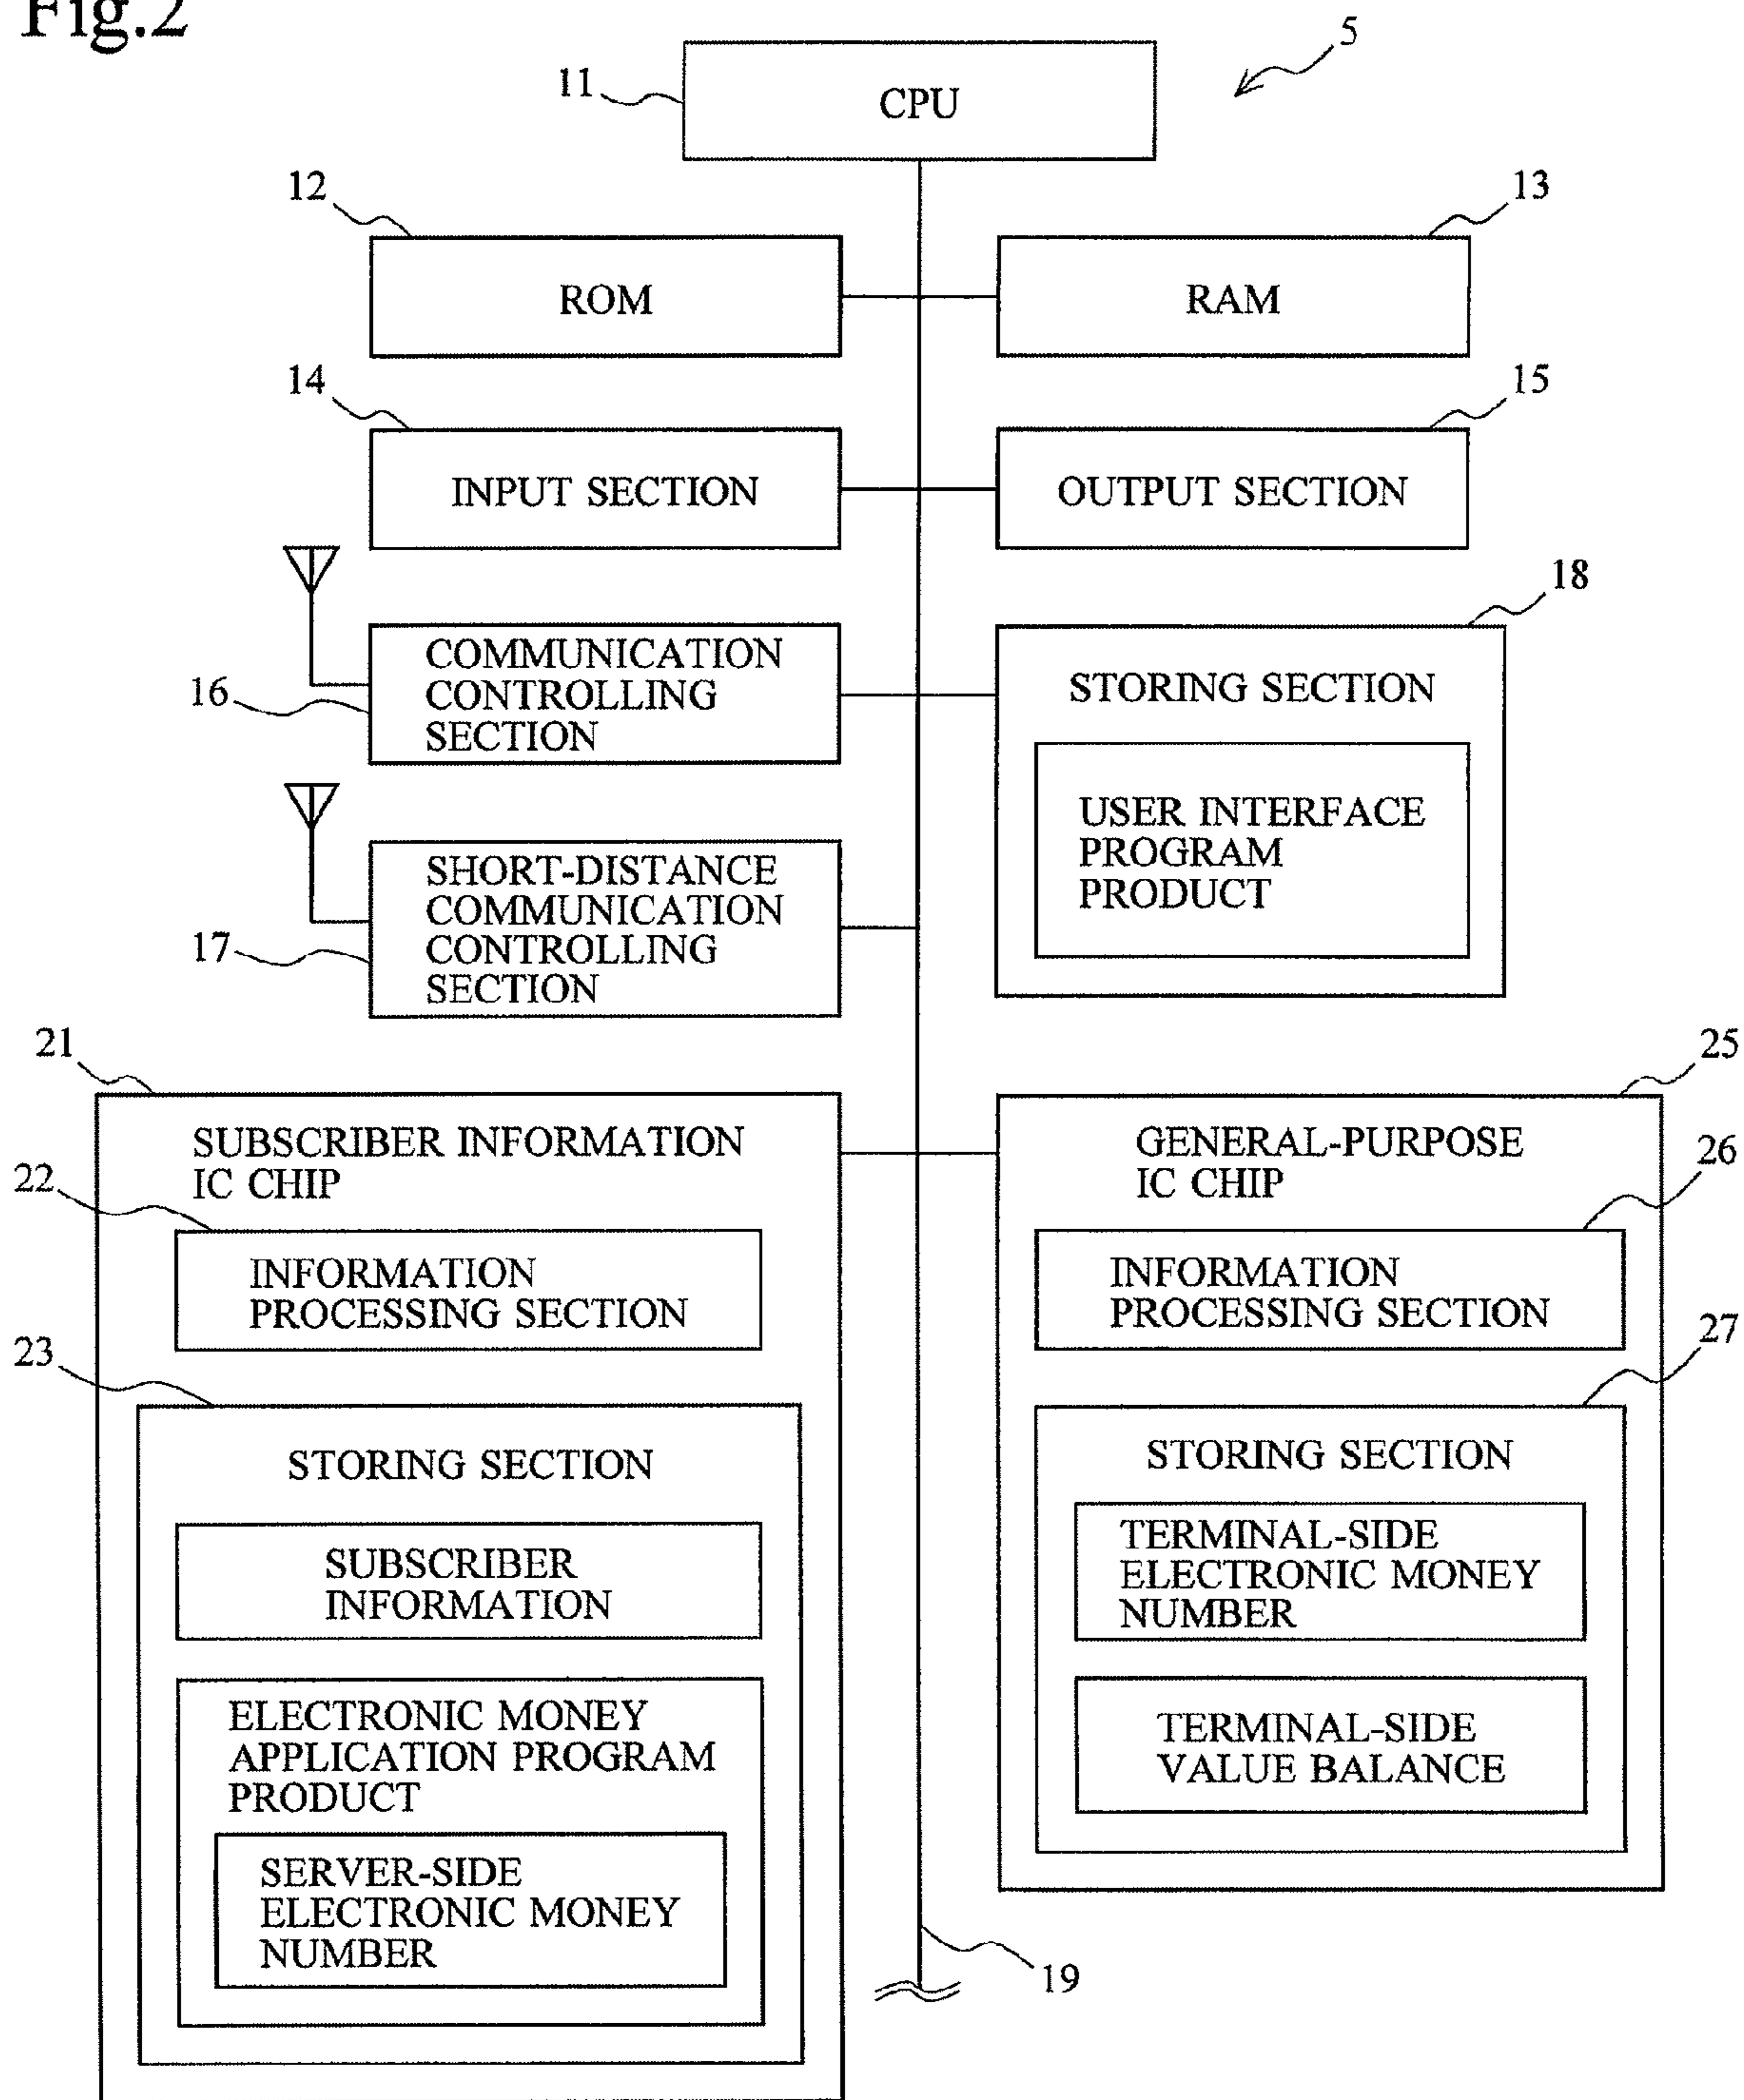 Fig.2
5
11
CPU
12
13
ROM
RAM
14
15
INPUT SECTION
OUTPUT SECTION
18
COMMUNICATION
CONTROLLING
SECTION
16
STORING SECTION
USER INTERFACE
PROGRAM
PRODUCT
SHORT-DISTANCE
COMMUNICATION
CONTROLLING
SECTION
17
21
25
SUBSCRIBER INFORMATION
IC CHIP
GENERAL-PURPOSE
IC CHIP
22
26
INFORMATION
PROCESSING SECTION
INFORMATION
PROCESSING SECTION
23
27
STORING SECTION
SUBSCRIBER
INFORMATION
ELECTRONIC MONEY
APPLICATION PROGRAM
PRODUCT
SERVER-SIDE
ELECTRONIC MONEY
NUMBER
STORING SECTION
TERMINAL-SIDE
ELECTRONIC MONEY
NUMBER
TERMINAL-SIDE
VALUE BALANCE
19